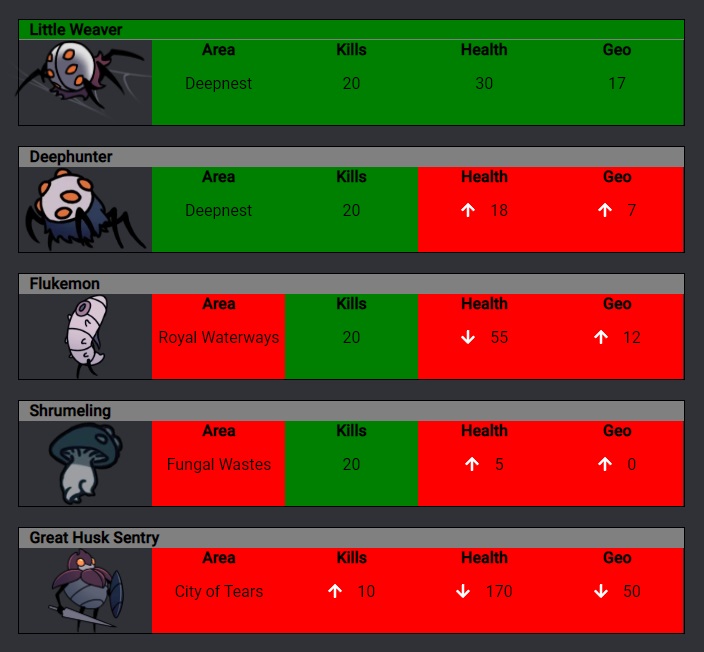 Little Weaver
Area Kills Health Geo
Deepnest 20 30 17
Deephunter
Area Kills Health Geo
Deepnest 20 ↑ 18 ↑ 7
Flukemon
Area Kills Health Geo
Royal Waterways 20 ↓ 55 ↑ 12
Shrumeling
Area Kills Health Geo
Fungal Wastes 20 ↑ 5 ↑ 0
Great Husk Sentry
Area Kills Health Geo
City of Tears ↑ 10 ↓ 170 ↓ 50